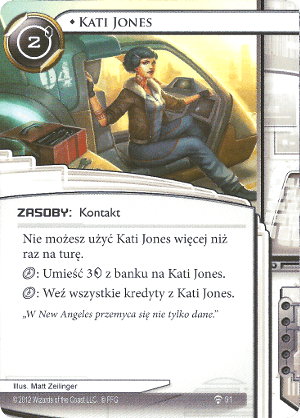 2
• Kati Jones
ZASOBY: Kontakt
Nie możesz użyć Kati Jones więcej niż
raz na turę.
: Umieść 3 z banku na Kati Jones.
: Weź wszystkie kredyty z Kati Jones.
„W New Angeles przemyca się nie tylko dane.”
Illus. Matt Zeilinger
©2012 Wizards of the Coast LLC. © FFG
91